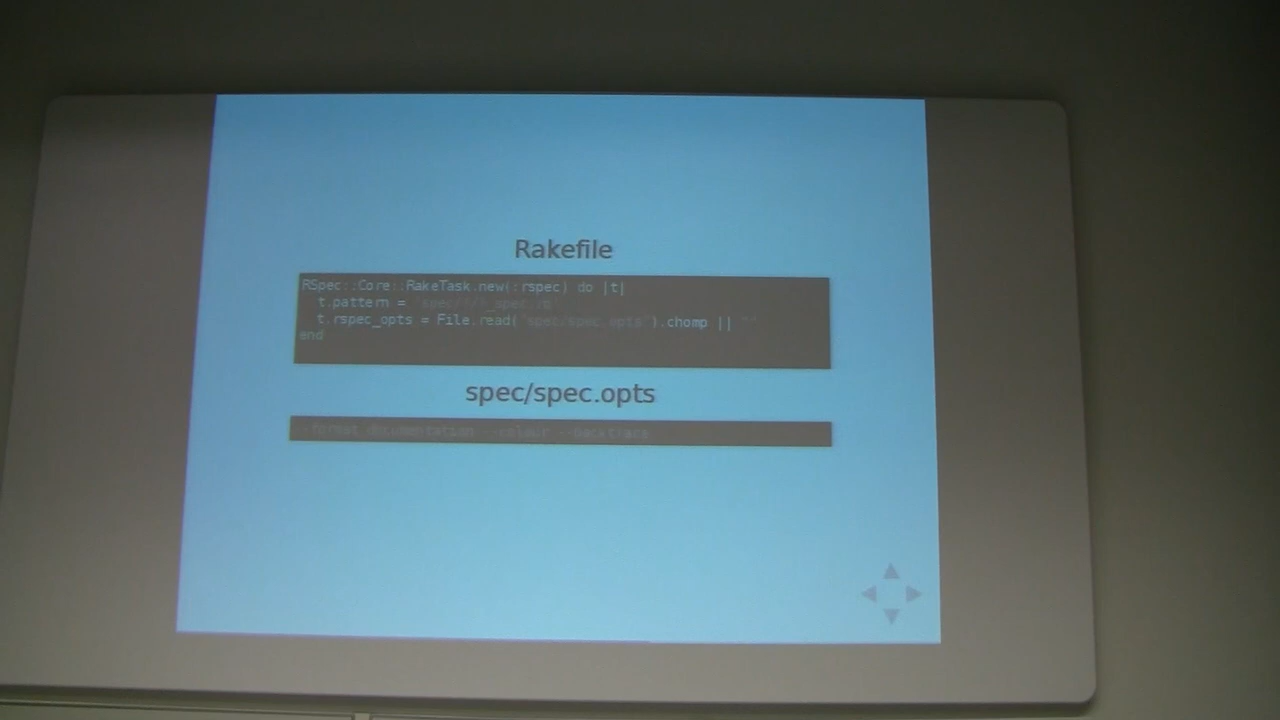 Rakefile
RSpec::Core::RakeTask.new(:rspec) do |t|
t.pattern = 'spec/**/*_spec.rb'
t.rspec_opts = File.read('spec/spec.opts').chomp || ""
end
spec/spec.opts
--format documentation --colour --backtrace